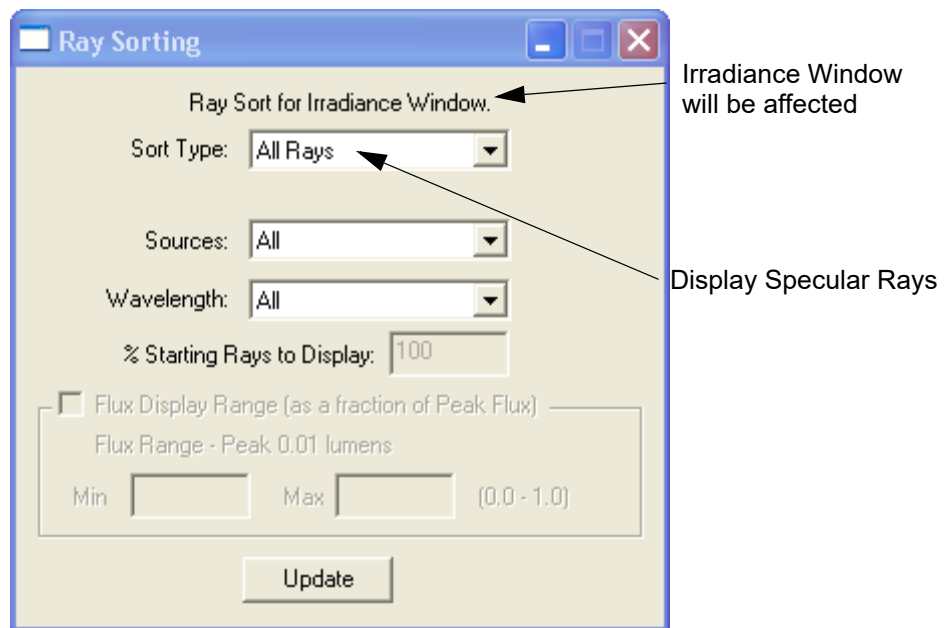 Ray Sorting
Ray Sort for Irradiance Window.
Irradiance Window
will be affected
Sort Type: All Rays
Sources: All
Display Specular Rays
Wavelength: All
% Starting Rays to Display: 100
Flux Display Range (as a fraction of Peak Flux)
Flux Range - Peak 0.01 lumens
Min Max (0.0 - 1.0)
Update